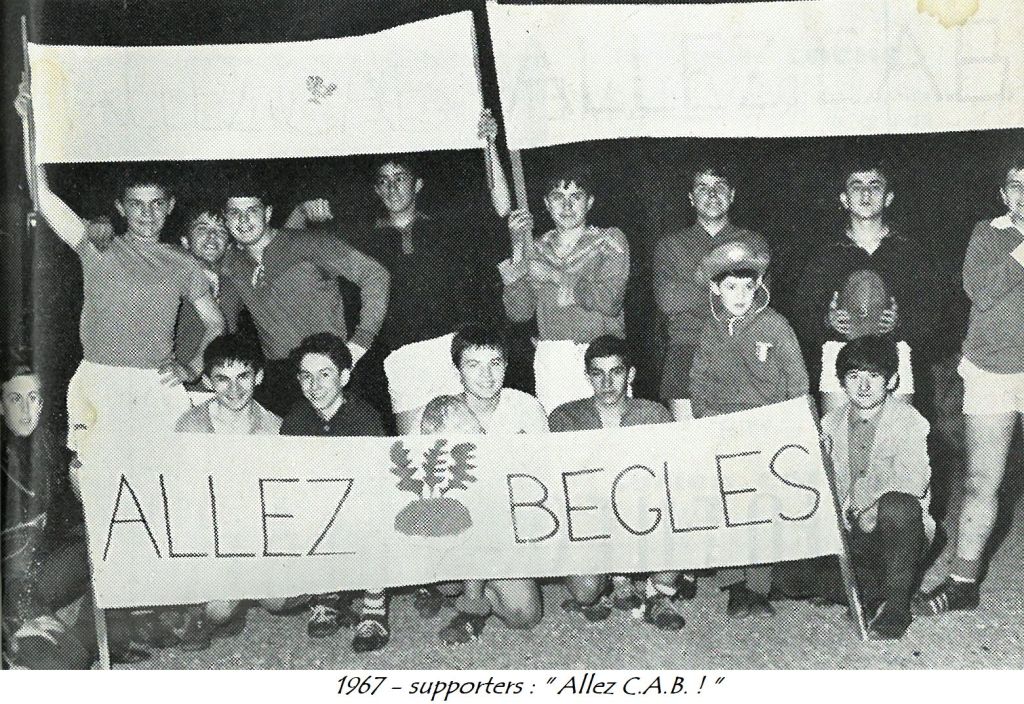 ALLEZ BEGLES
1967 - supporters : " Allez C.A.B. ! "